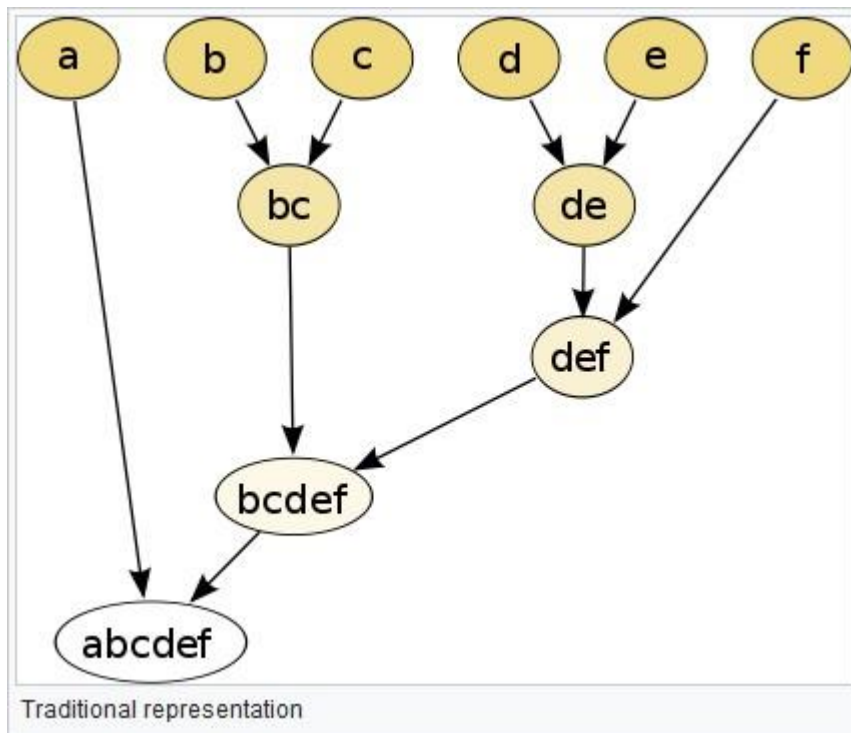 a b c d e f
bc de
def
bcdef
abcdef
Traditional representation